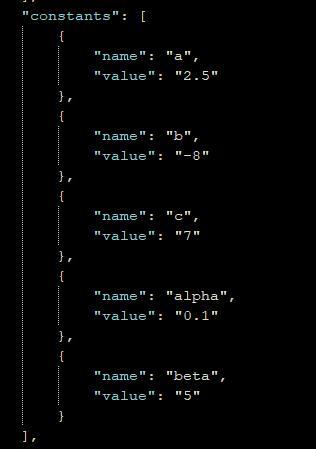 "constants": [
{
"name": "a",
"value": "2.5"
},
{
"name": "b",
"value": "-8"
},
{
"name": "c",
"value": "7"
},
{
"name": "alpha",
"value": "0.1"
},
{
"name": "beta",
"value": "5"
}
],